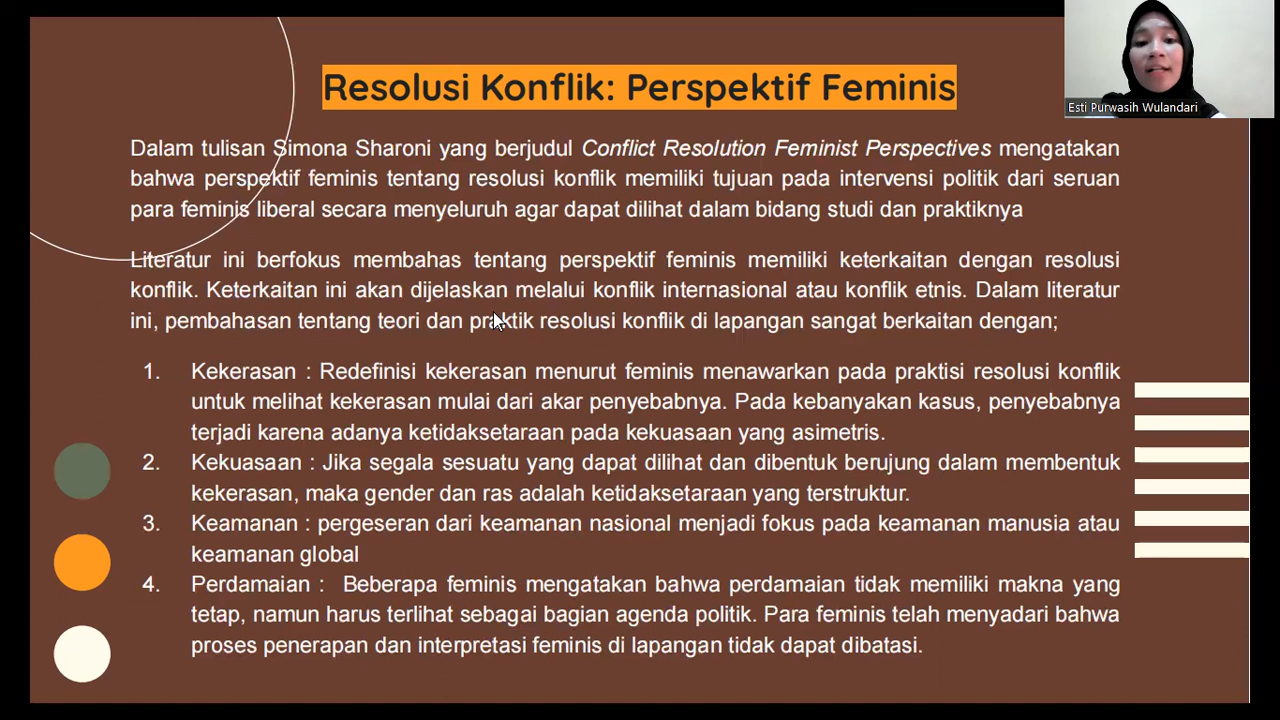 Resolusi Konflik: Perspektif Feminis
Esti Purwasih Wulandari
Dalam tulisan Simona Sharoni yang berjudul Conflict Resolution Feminist Perspectives mengatakan
bahwa perspektif feminis tentang resolusi konflik memiliki tujuan pada intervensi politik dari seruan
para feminis liberal secara menyeluruh agar dapat dilihat dalam bidang studi dan praktiknya
Literatur ini berfokus membahas tentang perspektif feminis memiliki keterkaitan dengan resolusi
konflik. Keterkaitan ini akan dijelaskan melalui konflik internasional atau konflik etnis. Dalam literatur
ini, pembahasan tentang teori dan praktik resolusi konflik di lapangan sangat berkaitan dengan;
1. Kekerasan : Redefinisi kekerasan menurut feminis menawarkan pada praktisi resolusi konflik
untuk melihat kekerasan mulai dari akar penyebabnya. Pada kebanyakan kasus, penyebabnya
terjadi karena adanya ketidaksetaraan pada kekuasaan yang asimetris.
2. Kekuasaan : Jika segala sesuatu yang dapat dilihat dan dibentuk berujung dalam membentuk
kekerasan, maka gender dan ras adalah ketidaksetaraan yang terstruktur.
3. Keamanan : pergeseran dari keamanan nasional menjadi fokus pada keamanan manusia atau
keamanan global
4. Perdamaian : Beberapa feminis mengatakan bahwa perdamaian tidak memiliki makna yang
tetap, namun harus terlihat sebagai bagian agenda politik. Para feminis telah menyadari bahwa
proses penerapan dan interpretasi feminis di lapangan tidak dapat dibatasi.